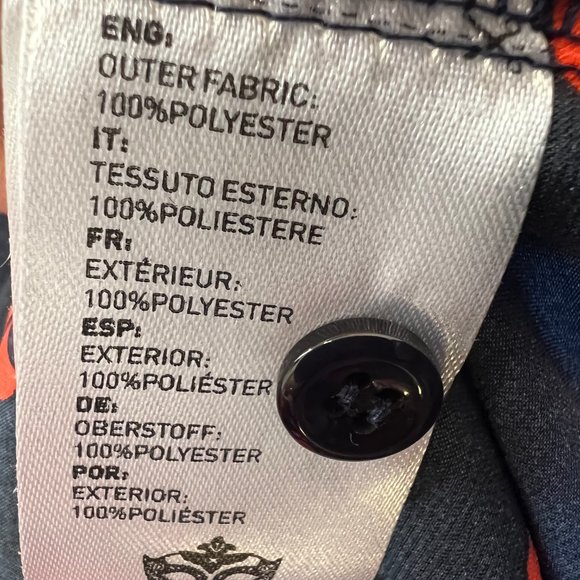 ENG:
OUTER FABRIC:
100%POLYESTER
IT:
TESSUTO ESTERNO:
100%POLIESTERE
FR:
EXTÉRIEUR:
100%POLYESTER
ESP:
EXTERIOR:
100%POLIÉSTER
DE:
OBERSTOFF:
100%POLYESTER
POR:
EXTERIOR:
100%POLIÉSTER